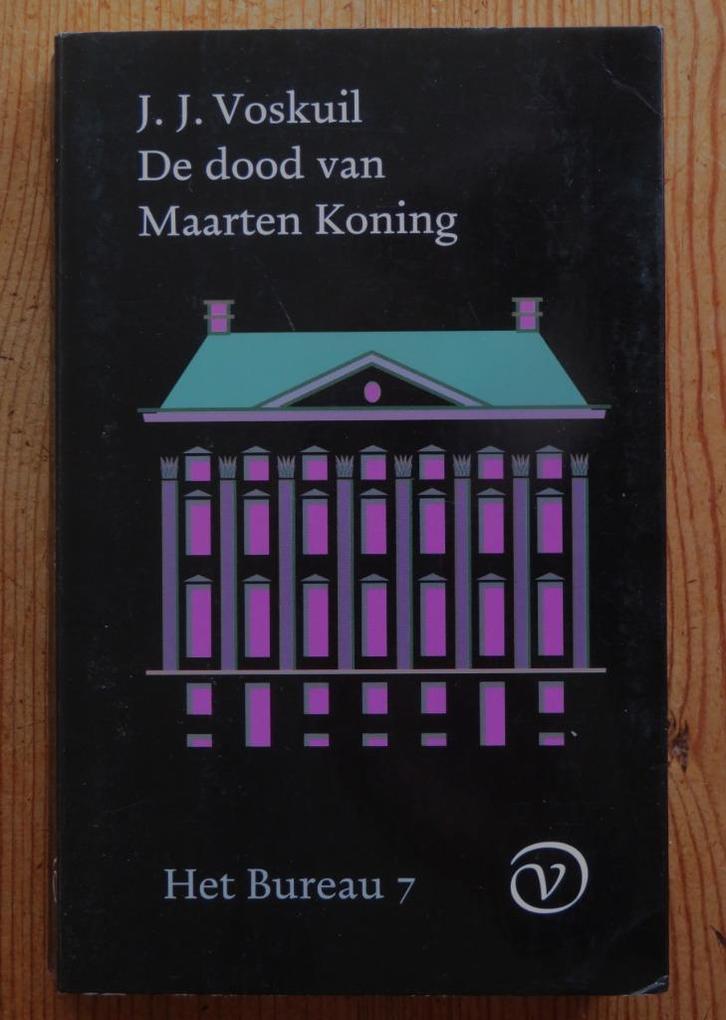 J. J. Voskuil
De dood van
Maarten Koning
Het Bureau 7
V